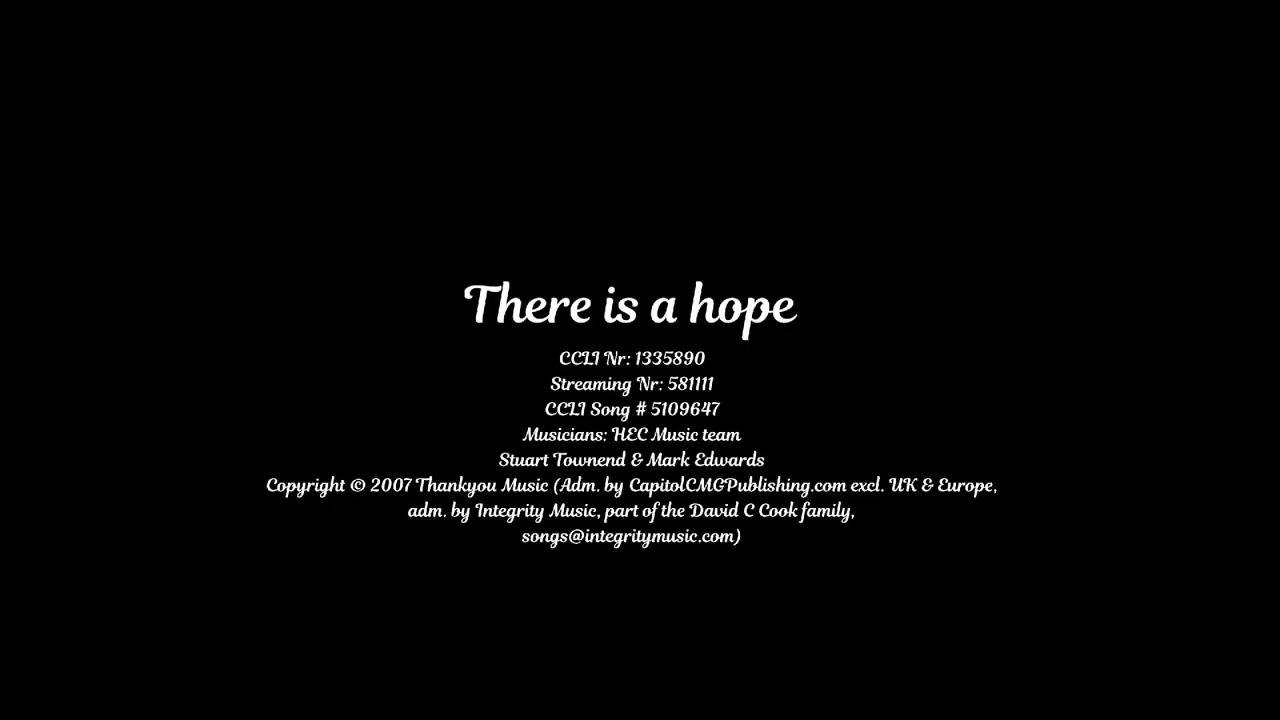 There is a hope
CCLI Nr: 1335890
Streaming Nr: 581111
CCLI Song # 5109647
Musicians: HEC Music team
Stuart Townend & Mark Edwards
Copyright © 2007 Thankyou Music (Adm. by CapitolCMGPublishing.com excl. UK & Europe,
adm. by Integrity Music, part of the David C Cook family,
songs@integritymusic.com)